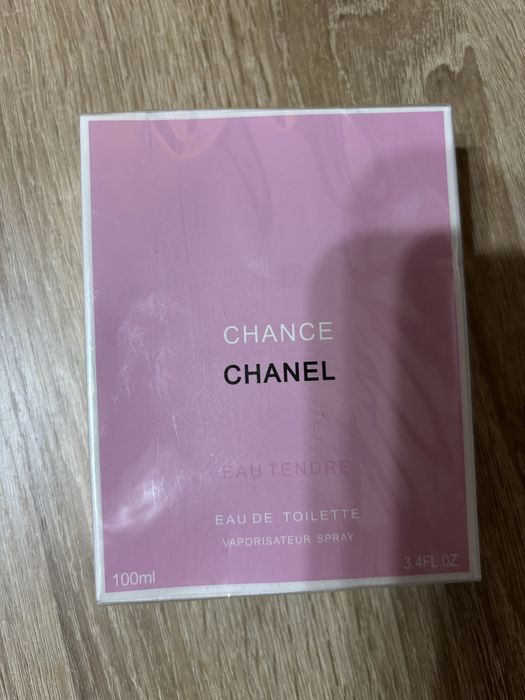 CHANCE
CHANEL
EAU TENDRE
EAU DE TOILETTE
VAPORISATEUR SPRAY
100ml
3.4FL.OZ.